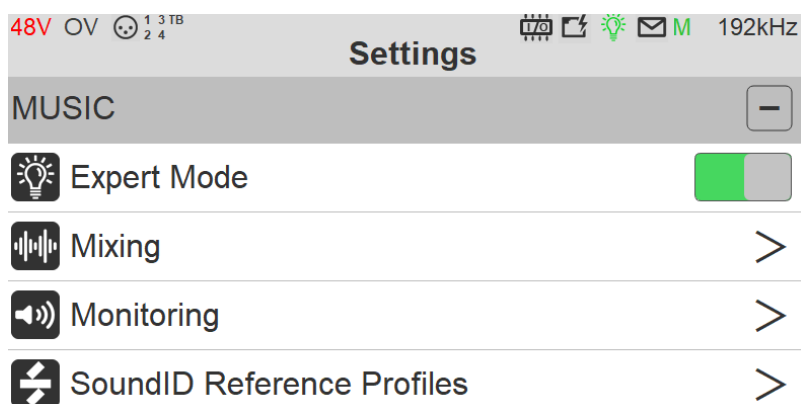 48V OV 1 3 TB I/O M 192kHz
2 4
Settings
MUSIC
Expert Mode
Mixing
Monitoring
SoundID Reference Profiles